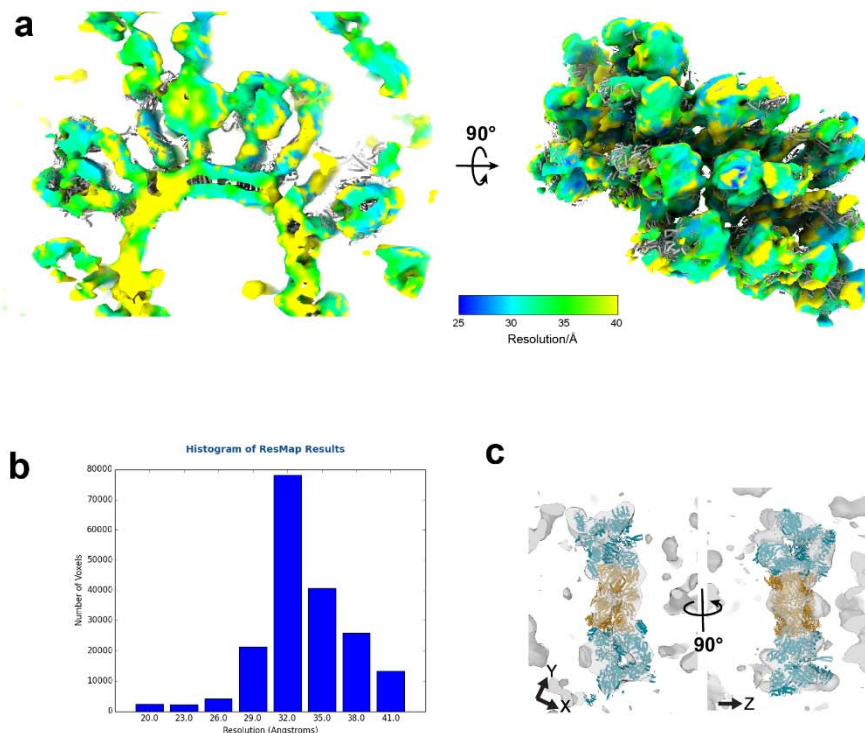 a
90°
25 30 35 40
Resolution/Å
b
Histogram of ResMap Results
80000
70000
60000
50000
40000
30000
20000
10000
0
Number of Voxels
20.0 23.0 26.0 29.0 32.0 35.0 38.0 41.0
Resolution (Angstroms)
c
90°
Y
X
Z